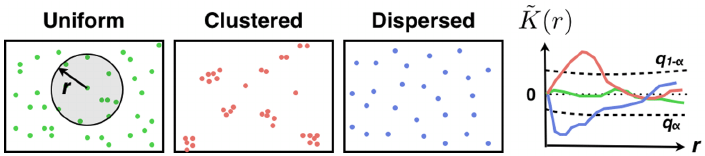 Uniform
Clustered
Dispersed
K̃(r)
r
q1-α
0
qα
r